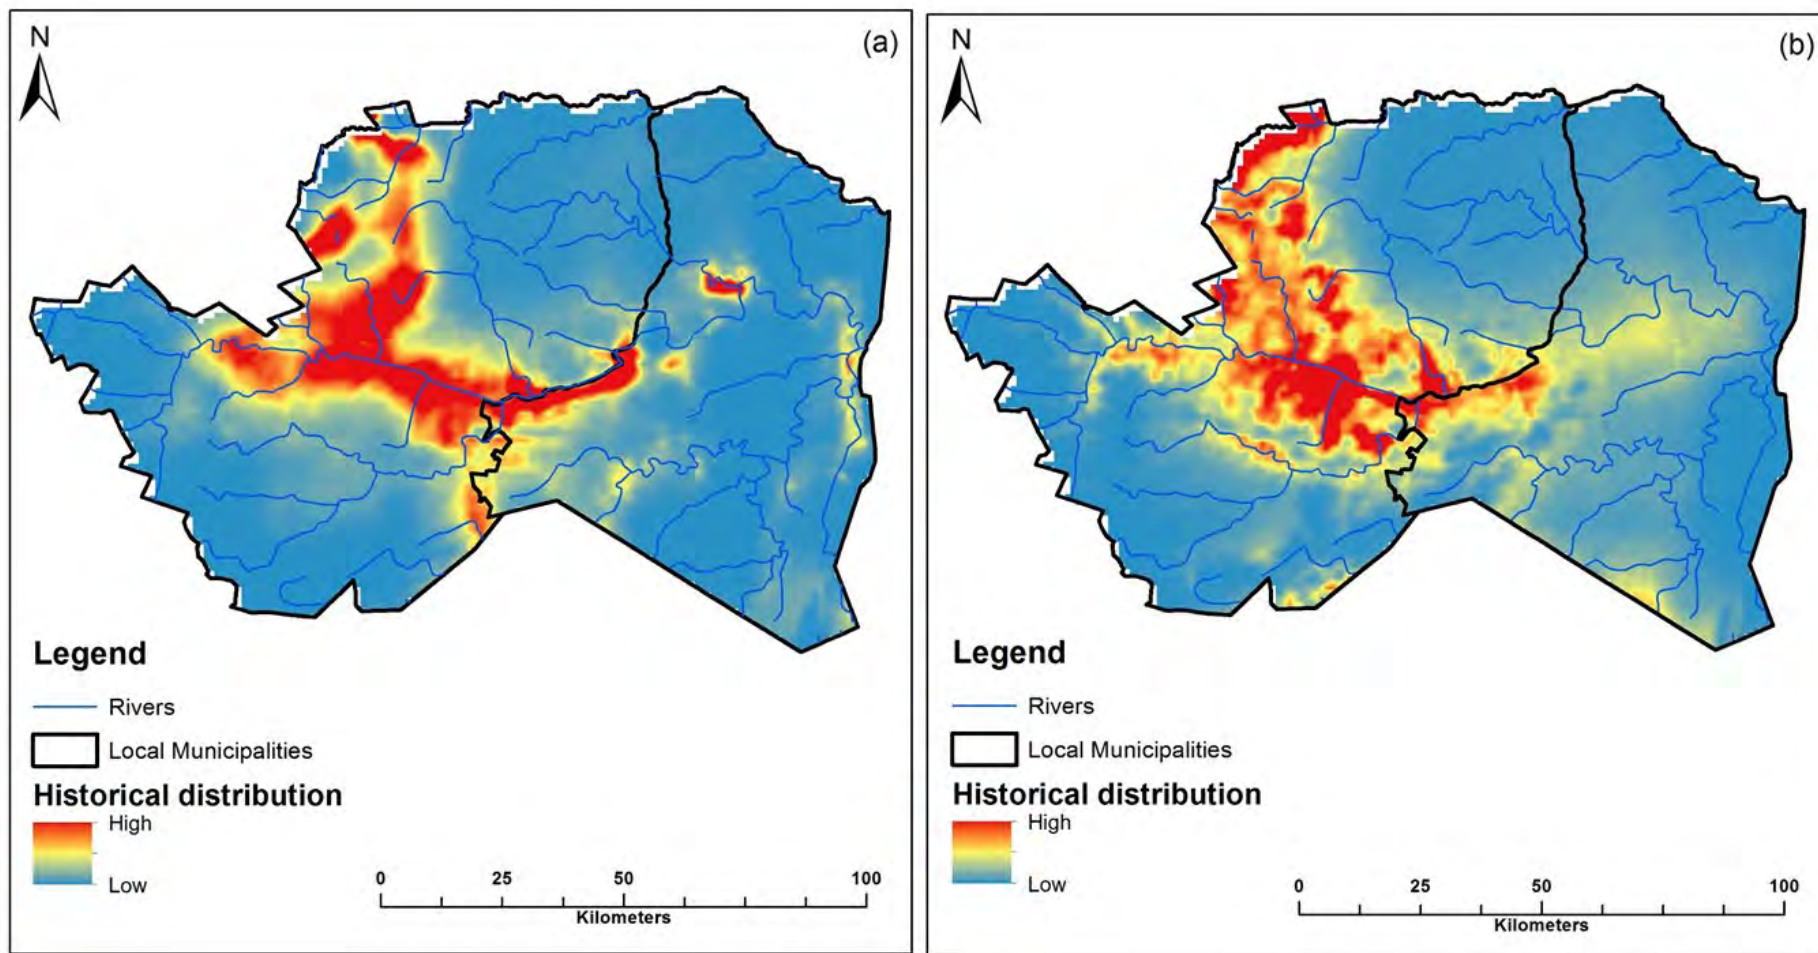 N
(a)
Legend
Rivers
Local Municipalities
Historical distribution
High
Low
0 25 50 100
Kilometers
N
(b)
Legend
Rivers
Local Municipalities
Historical distribution
High
Low
0 25 50 100
Kilometers